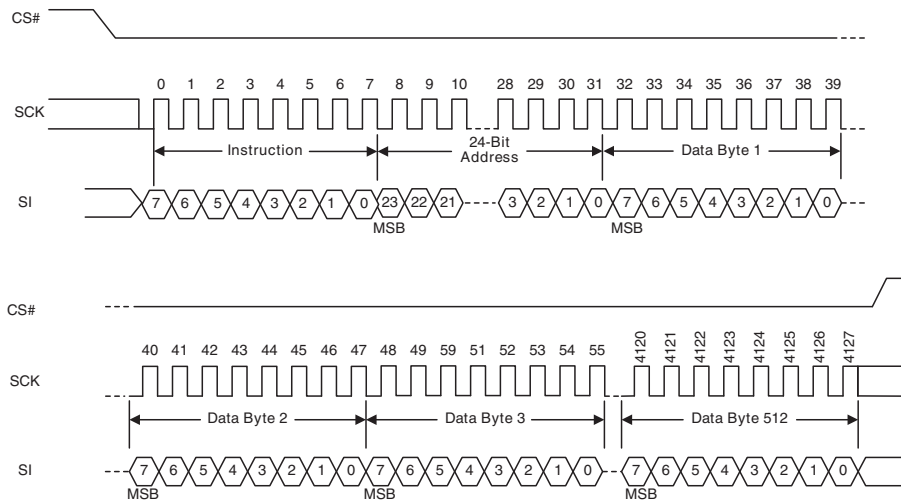 CS#
0 1 2 3 4 5 6 7 8 9 10 28 29 30 31 32 33 34 35 36 37 38 39
SCK
Instruction 24-Bit Address Data Byte 1
SI 7 6 5 4 3 2 1 0 23 22 21 3 2 1 0 7 6 5 4 3 2 1 0
MSB MSB
CS#
40 41 42 43 44 45 46 47 48 49 59 51 52 53 54 55 4120 4121 4122 4123 4124 4125 4126 4127
SCK
Data Byte 2 Data Byte 3 Data Byte 512
SI 7 6 5 4 3 2 1 0 7 6 5 4 3 2 1 0 7 6 5 4 3 2 1 0
MSB MSB MSB